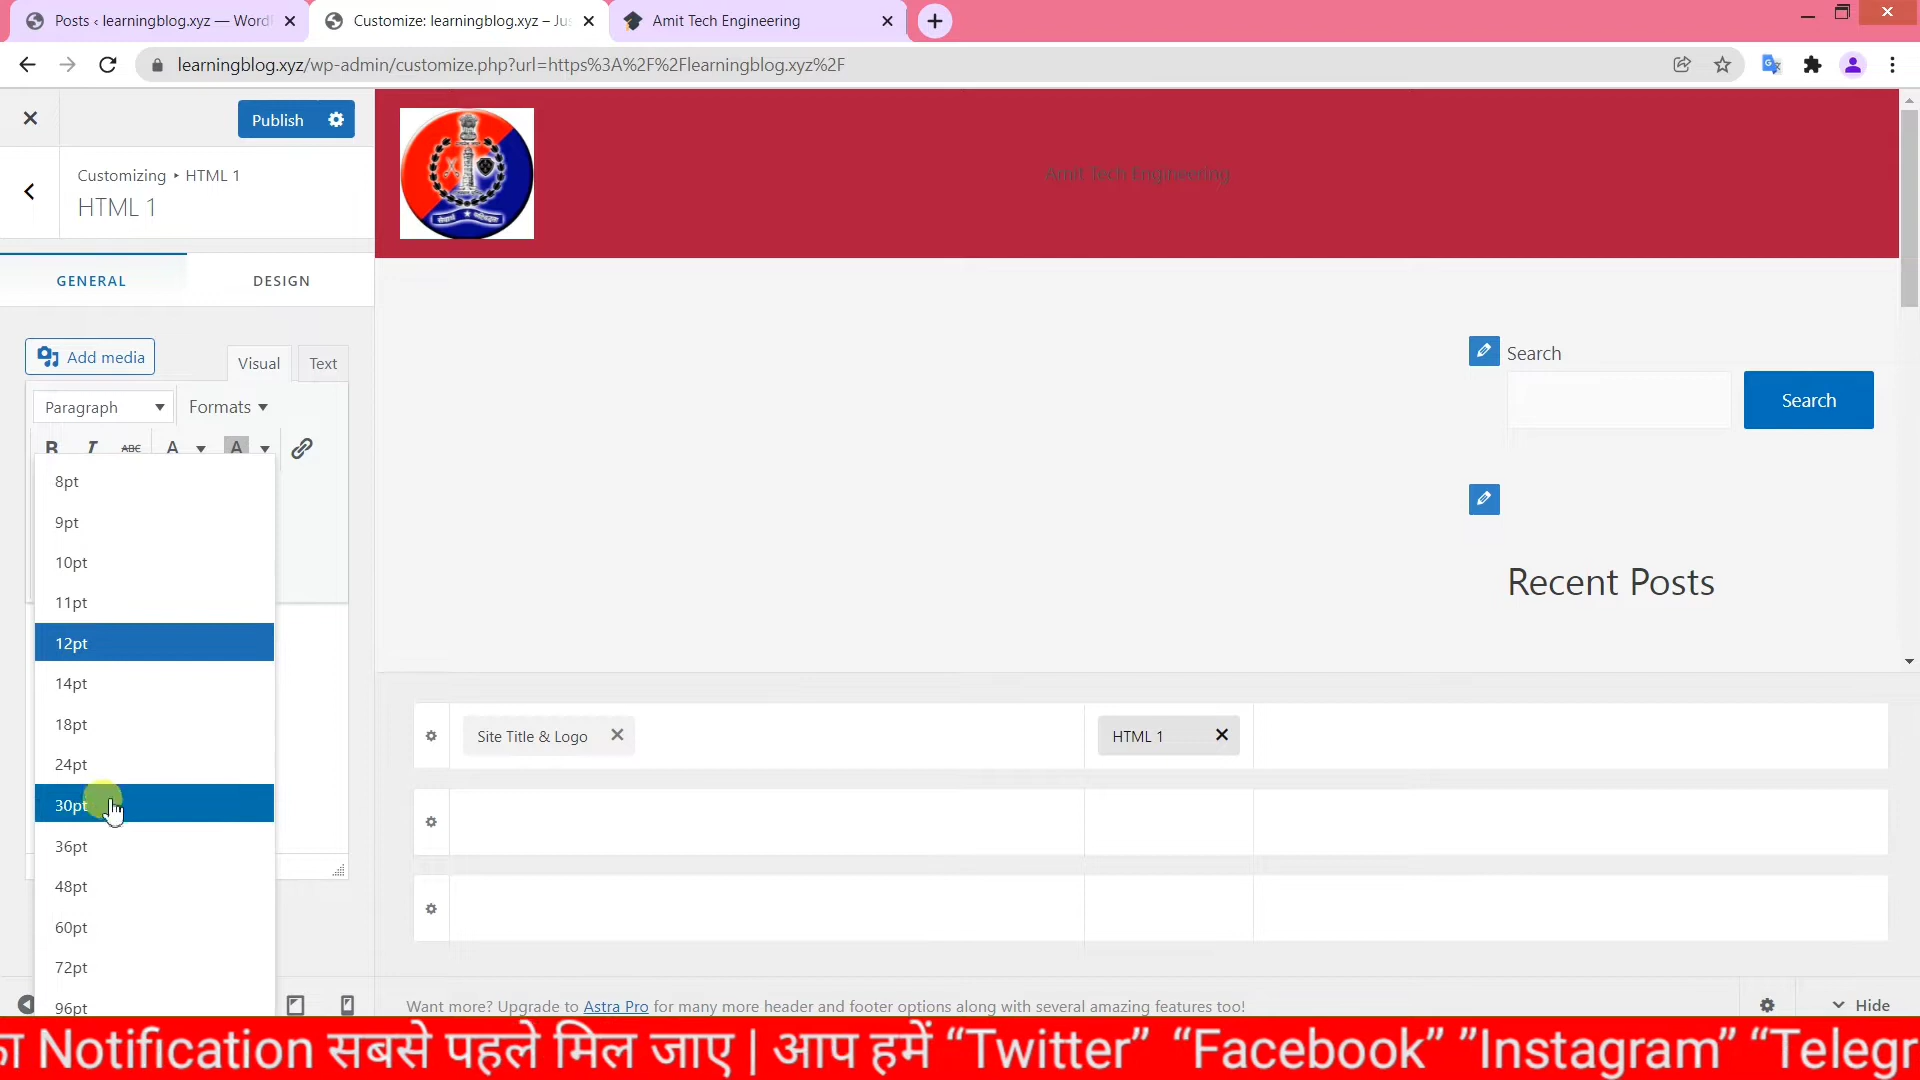 Posts ‹ learningblog.xyz — Word
Customize: learningblog.xyz – Jus
Amit Tech Engineering
learningblog.xyz/wp-admin/customize.php?url=https%3A%2F%2Flearningblog.xyz%2F
Publish
Customizing ▸ HTML 1
HTML 1
GENERAL
DESIGN
Add media
Visual
Text
Paragraph
Formats
B I ABC A A
8pt
9pt
10pt
11pt
12pt
14pt
18pt
24pt
30pt
36pt
48pt
60pt
72pt
96pt
Amit Tech Engineering
Search
Search
Recent Posts
Site Title & Logo
HTML 1
Want more? Upgrade to Astra Pro for many more header and footer options along with several amazing features too!
Hide
का Notification सबसे पहले मिल जाए | आप हमें “Twitter” “Facebook” ”Instagram” “Telegr